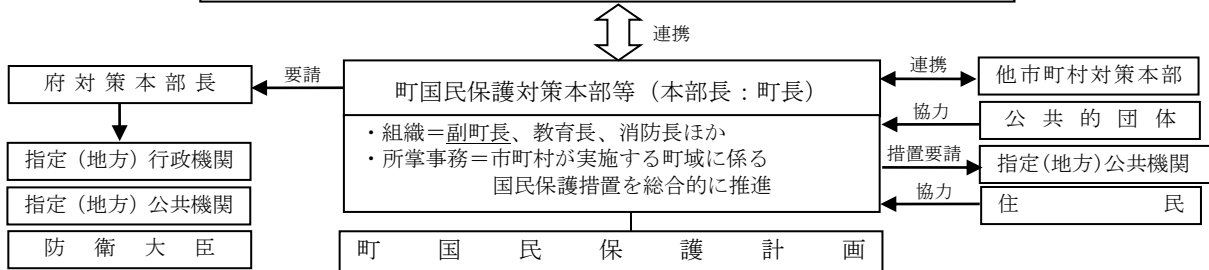 連携
府対策本部長
要請
町国民保護対策本部等（本部長：町長）
連携
他市町村対策本部
協力
公共的団体
・組織＝副町長、教育長、消防長ほか
・所掌事務＝市町村が実施する町域に係る
国民保護措置を総合的に推進
措置要請
指定(地方)公共機関
協力
住民
指定（地方）行政機関
指定（地方）公共機関
防衛大臣
町国民保護計画